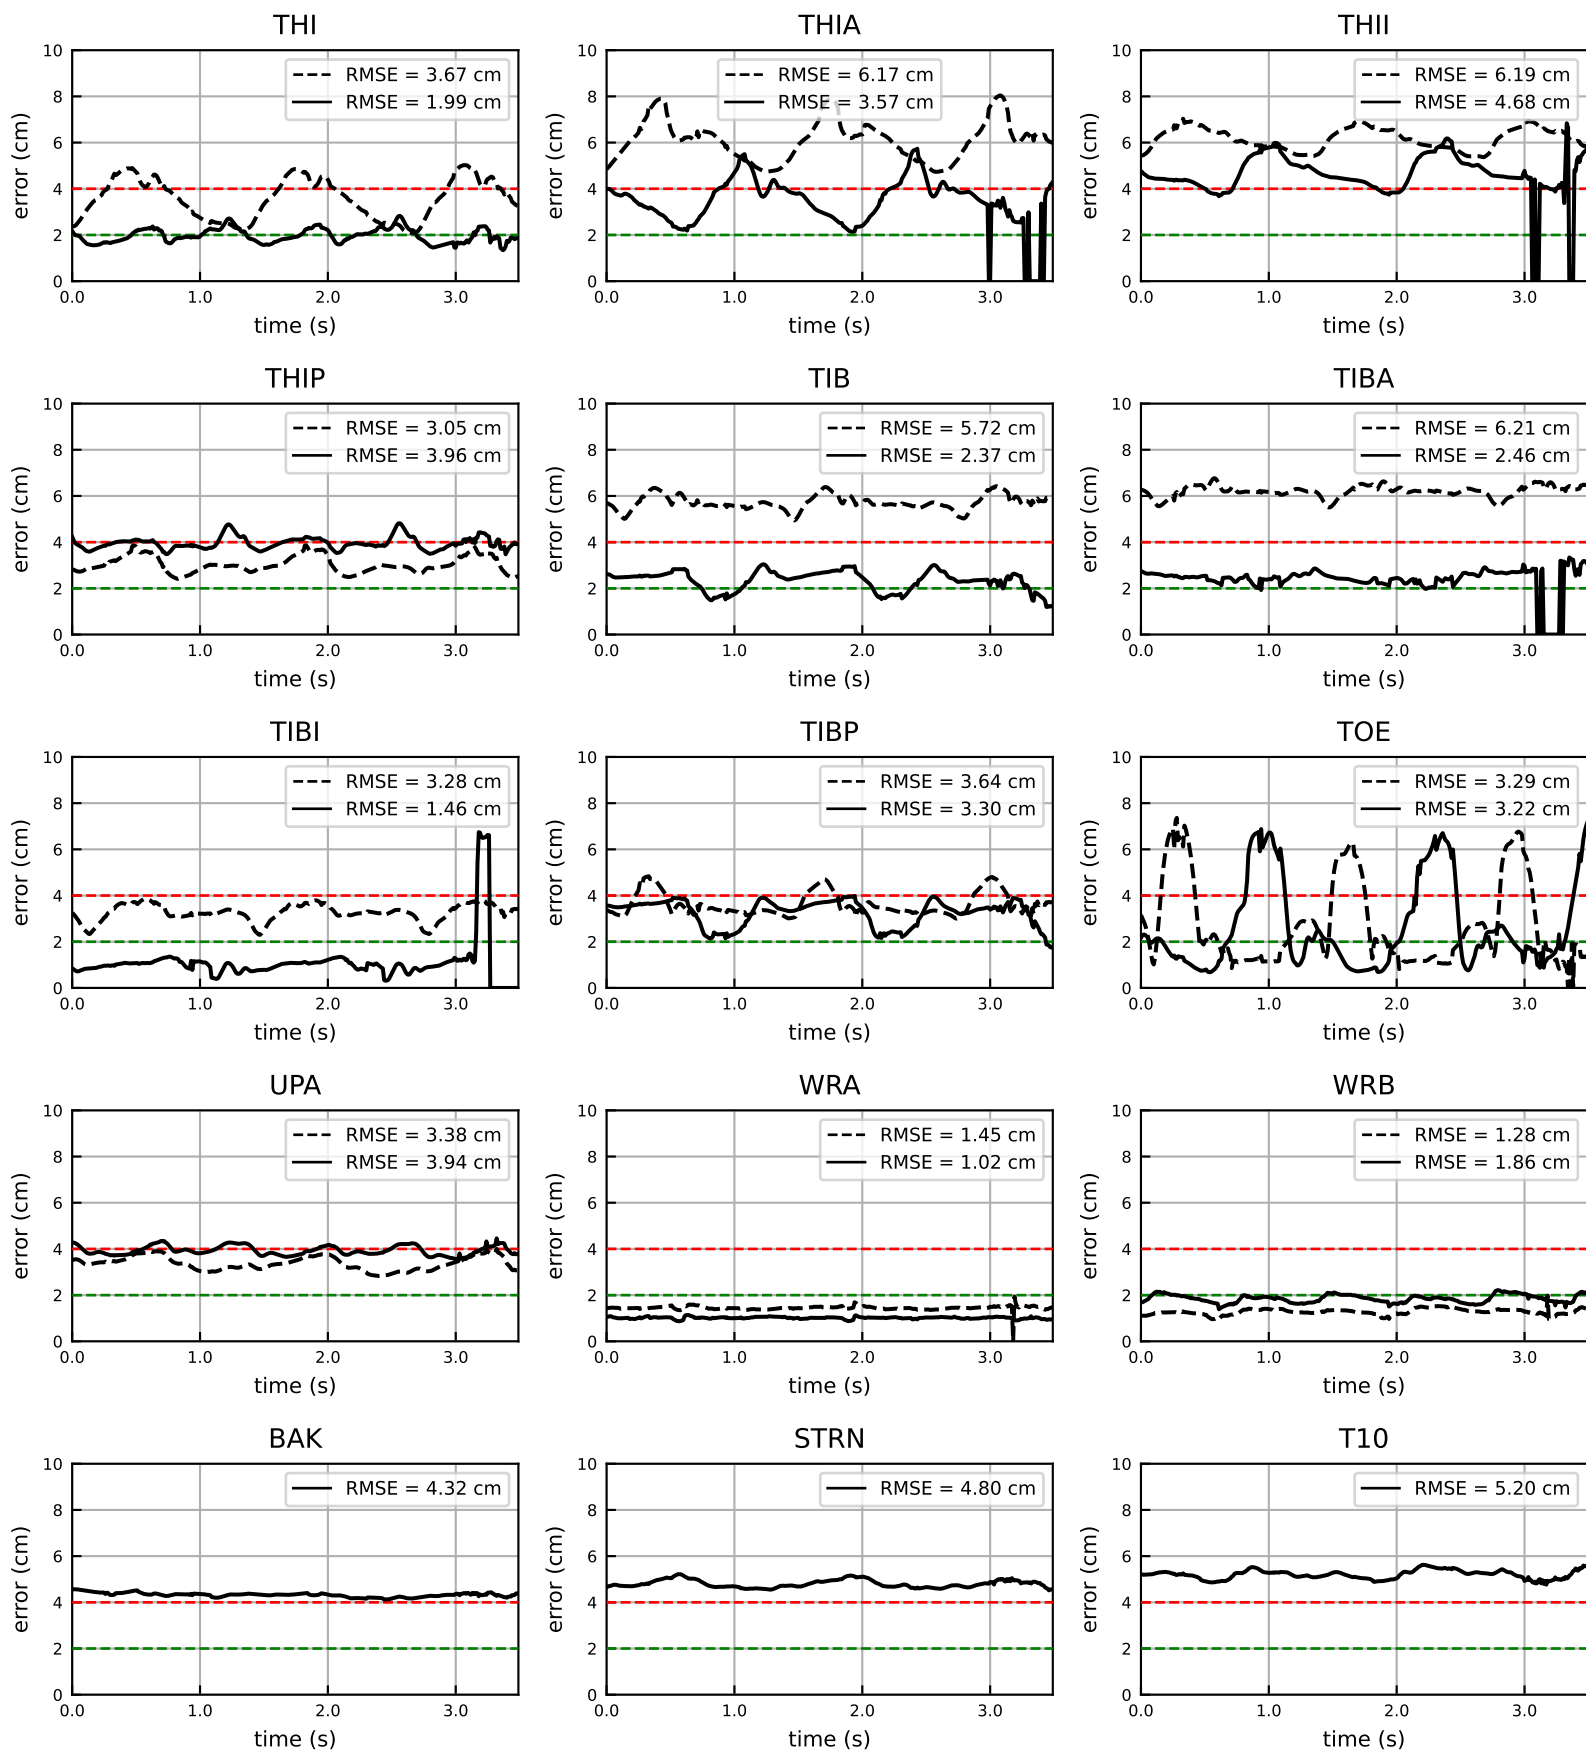 THI
RMSE = 3.67 cm
RMSE = 1.99 cm
error (cm)
10
8
6
4
2
0
0.0 1.0 2.0 3.0
time (s)
THIA
RMSE = 6.17 cm
RMSE = 3.57 cm
error (cm)
10
8
6
4
2
0
0.0 1.0 2.0 3.0
time (s)
THII
RMSE = 6.19 cm
RMSE = 4.68 cm
error (cm)
10
8
6
4
2
0
0.0 1.0 2.0 3.0
time (s)
THIP
RMSE = 3.05 cm
RMSE = 3.96 cm
error (cm)
10
8
6
4
2
0
0.0 1.0 2.0 3.0
time (s)
TIB
RMSE = 5.72 cm
RMSE = 2.37 cm
error (cm)
10
8
6
4
2
0
0.0 1.0 2.0 3.0
time (s)
TIBA
RMSE = 6.21 cm
RMSE = 2.46 cm
error (cm)
10
8
6
4
2
0
0.0 1.0 2.0 3.0
time (s)
TIBI
RMSE = 3.28 cm
RMSE = 1.46 cm
error (cm)
10
8
6
4
2
0
0.0 1.0 2.0 3.0
time (s)
TIBP
RMSE = 3.64 cm
RMSE = 3.30 cm
error (cm)
10
8
6
4
2
0
0.0 1.0 2.0 3.0
time (s)
TOE
RMSE = 3.29 cm
RMSE = 3.22 cm
error (cm)
10
8
6
4
2
0
0.0 1.0 2.0 3.0
time (s)
UPA
RMSE = 3.38 cm
RMSE = 3.94 cm
error (cm)
10
8
6
4
2
0
0.0 1.0 2.0 3.0
time (s)
WRA
RMSE = 1.45 cm
RMSE = 1.02 cm
error (cm)
10
8
6
4
2
0
0.0 1.0 2.0 3.0
time (s)
WRB
RMSE = 1.28 cm
RMSE = 1.86 cm
error (cm)
10
8
6
4
2
0
0.0 1.0 2.0 3.0
time (s)
BAK
RMSE = 4.32 cm
error (cm)
10
8
6
4
2
0
0.0 1.0 2.0 3.0
time (s)
STRN
RMSE = 4.80 cm
error (cm)
10
8
6
4
2
0
0.0 1.0 2.0 3.0
time (s)
T10
RMSE = 5.20 cm
error (cm)
10
8
6
4
2
0
0.0 1.0 2.0 3.0
time (s)